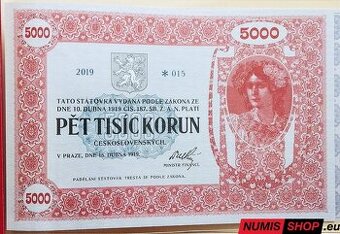 5000
5000
2019 * 015
TATO STÁTOVKA VYDANÁ PODLE ZÁKONA ZE
DNE 10. DUBNA 1919 ČÍS. 187. SB. Z. A N. PLATÍ
PĚT TISÍC KORUN
ČESKOSLOVENSKÝCH.
V PRAZE, DNE 15. DUBNA 1919.
MINISTR FINANCÍ.
PADĚLÁNÍ STÁTOVEK TRESTÁ SE PODLE ZÁKONA.
5000
5000
NUMIS SHOP.eu